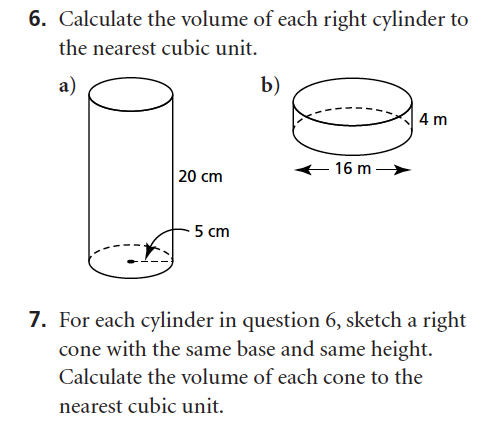 6. Calculate the volume of each right cylinder to
the nearest cubic unit.
a)
b)
4 m
16 m
20 cm
5 cm
7. For each cylinder in question 6, sketch a right
cone with the same base and same height.
Calculate the volume of each cone to the
nearest cubic unit.